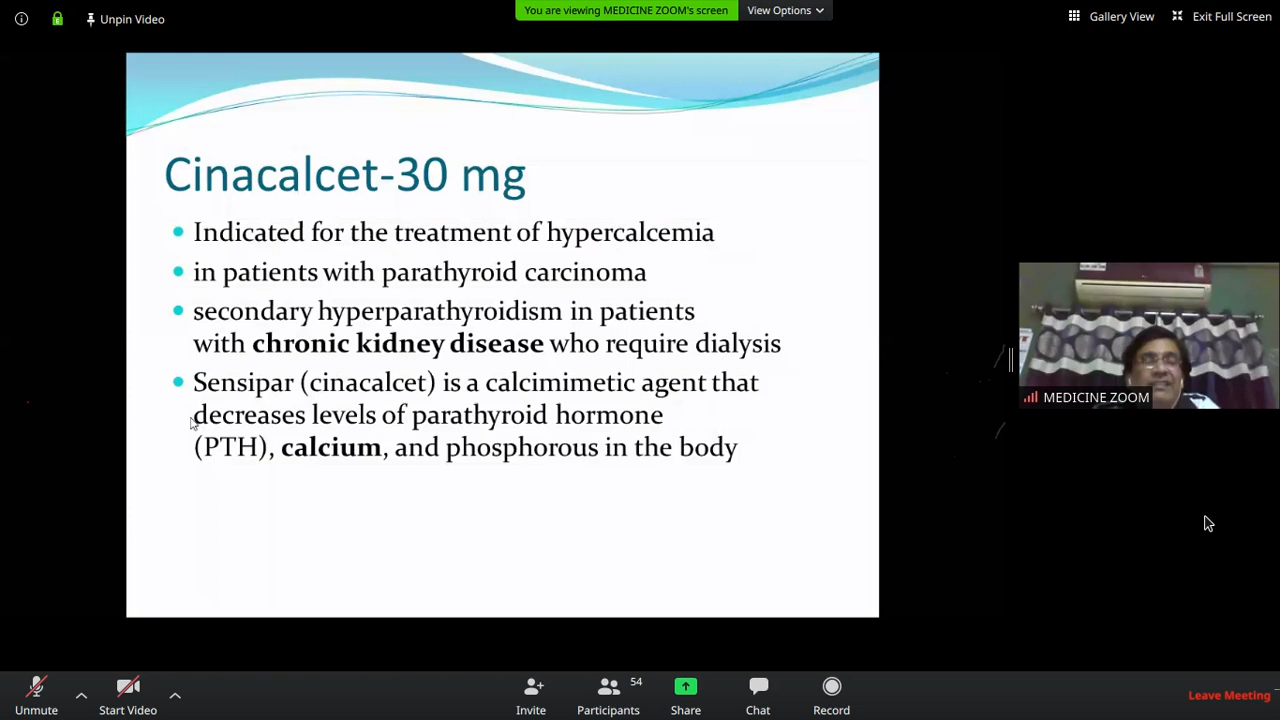 Unpin Video
You are viewing MEDICINE ZOOM's screen
View Options
Gallery View
Exit Full Screen
Cinacalcet-30 mg
Indicated for the treatment of hypercalcemia
in patients with parathyroid carcinoma
secondary hyperparathyroidism in patients
with chronic kidney disease who require dialysis
Sensipar (cinacalcet) is a calcimimetic agent that
decreases levels of parathyroid hormone
(PTH), calcium, and phosphorous in the body
MEDICINE ZOOM
Unmute
Start Video
Invite
54
Participants
Share
Chat
Record
Leave Meeting